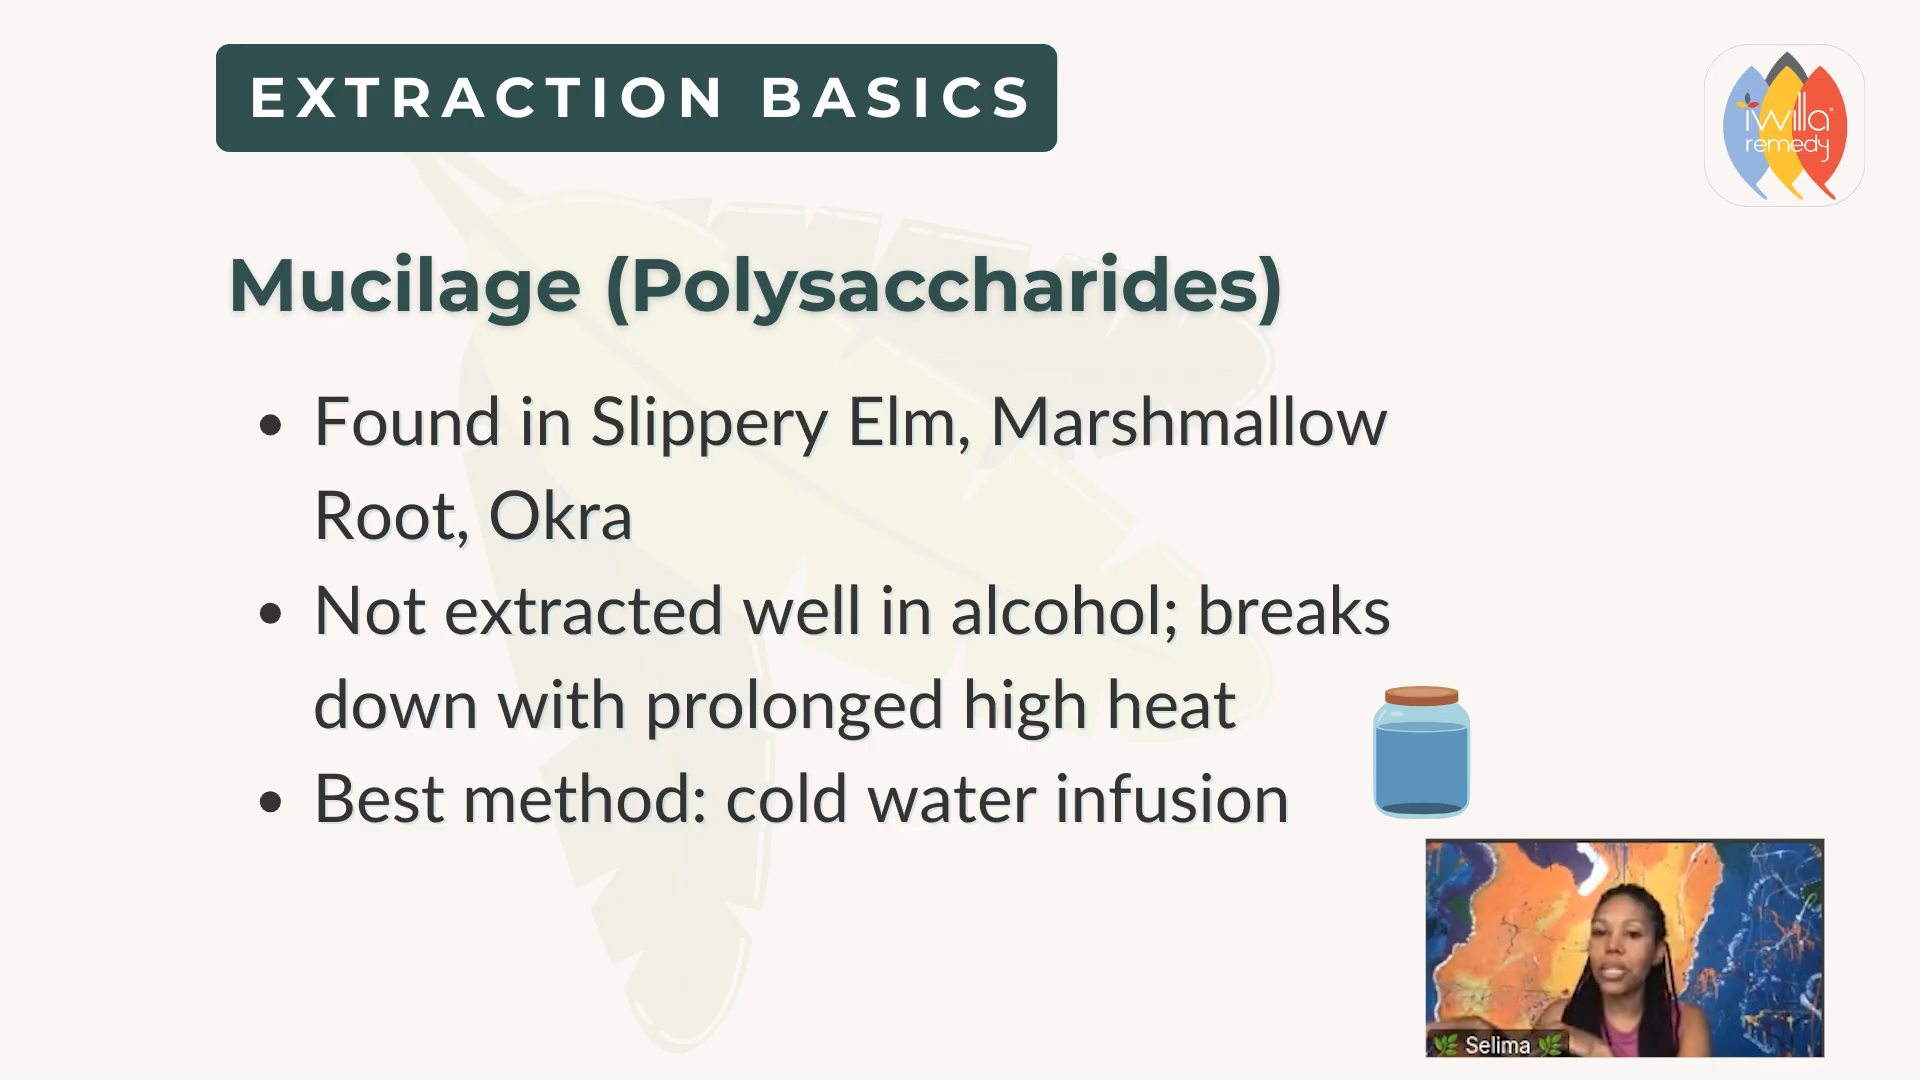 EXTRACTION BASICS
iwilla
remedy
Mucilage (Polysaccharides)
• Found in Slippery Elm, Marshmallow
Root, Okra
• Not extracted well in alcohol; breaks
down with prolonged high heat
• Best method: cold water infusion
🌿 Selima 🌿